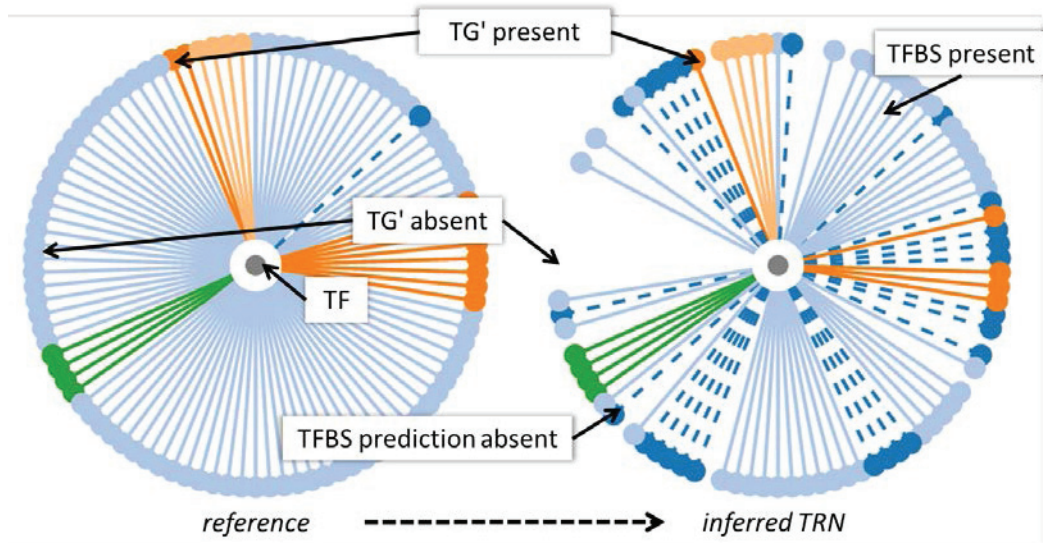 TG' present
TFBS present
TG' absent
TF
TFBS prediction absent
reference
inferred TRN